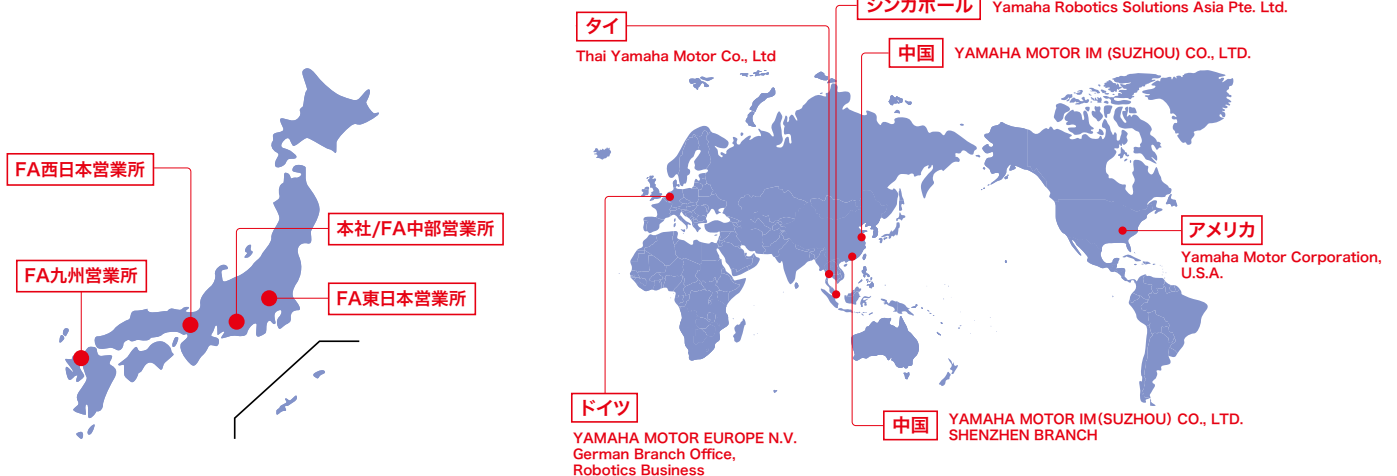 FA西日本営業所
本社/FA中部営業所
FA九州営業所
FA東日本営業所
シンガポール
Yamaha Robotics Solutions Asia Pte. Ltd.
タイ
Thai Yamaha Motor Co., Ltd
中国
YAMAHA MOTOR IM (SUZHOU) CO., LTD.
アメリカ
Yamaha Motor Corporation,
U.S.A.
ドイツ
YAMAHA MOTOR EUROPE N.V.
German Branch Office,
Robotics Business
中国
YAMAHA MOTOR IM(SUZHOU) CO., LTD.
SHENZHEN BRANCH